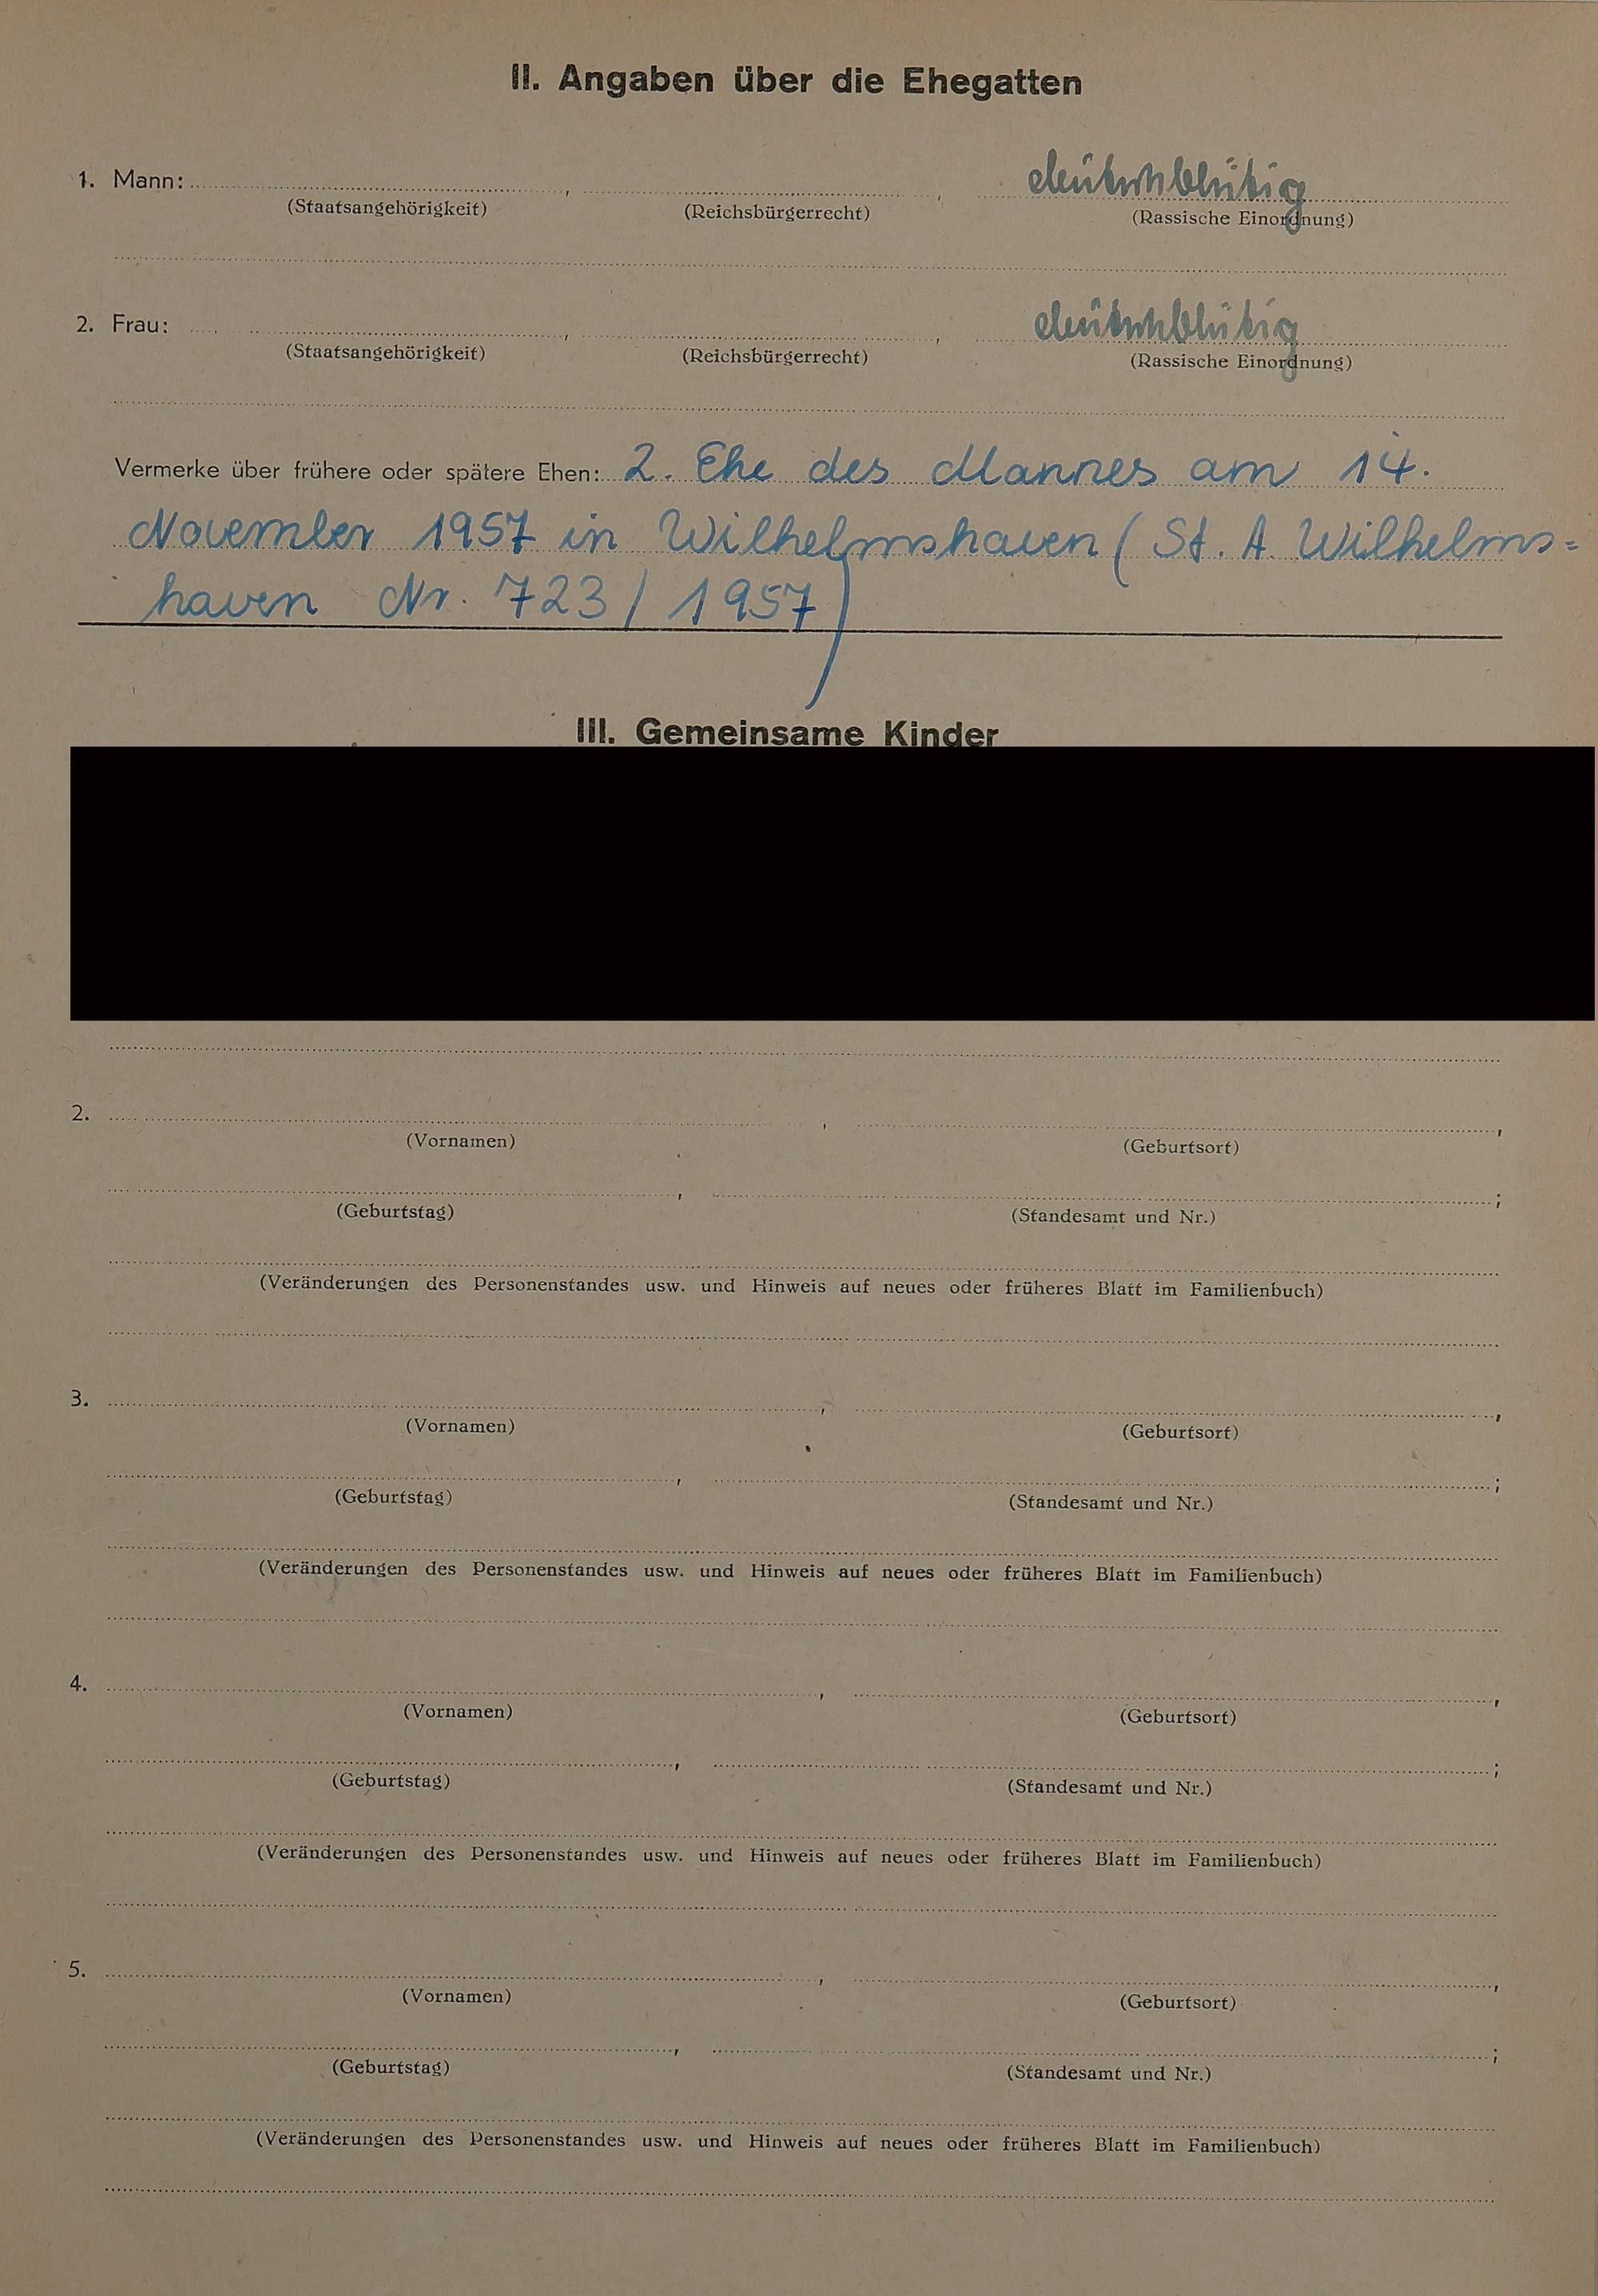 II. Angaben über die Ehegatten
1. Mann: , , deutschblütig
(Staatsangehörigkeit) (Reichsbürgerrecht) (Rassische Einordnung)
2. Frau: , , deutschblütig
(Staatsangehörigkeit) (Reichsbürgerrecht) (Rassische Einordnung)
Vermerke über frühere oder spätere Ehen: 2. Ehe des Mannes am 14.
November 1957 in Wilhelmshaven (St. A. Wilhelms=
haven Nr. 723/1957)
III. Gemeinsame Kinder
2. , ,
(Vornamen) (Geburtsort)
, ;
(Geburtstag) (Standesamt und Nr.)
(Veränderungen des Personenstandes usw. und Hinweis auf neues oder früheres Blatt im Familienbuch)
3. , ,
(Vornamen) (Geburtsort)
, ;
(Geburtstag) (Standesamt und Nr.)
(Veränderungen des Personenstandes usw. und Hinweis auf neues oder früheres Blatt im Familienbuch)
4. , ,
(Vornamen) (Geburtsort)
, ;
(Geburtstag) (Standesamt und Nr.)
(Veränderungen des Personenstandes usw. und Hinweis auf neues oder früheres Blatt im Familienbuch)
5. , ,
(Vornamen) (Geburtsort)
, ;
(Geburtstag) (Standesamt und Nr.)
(Veränderungen des Personenstandes usw. und Hinweis auf neues oder früheres Blatt im Familienbuch)